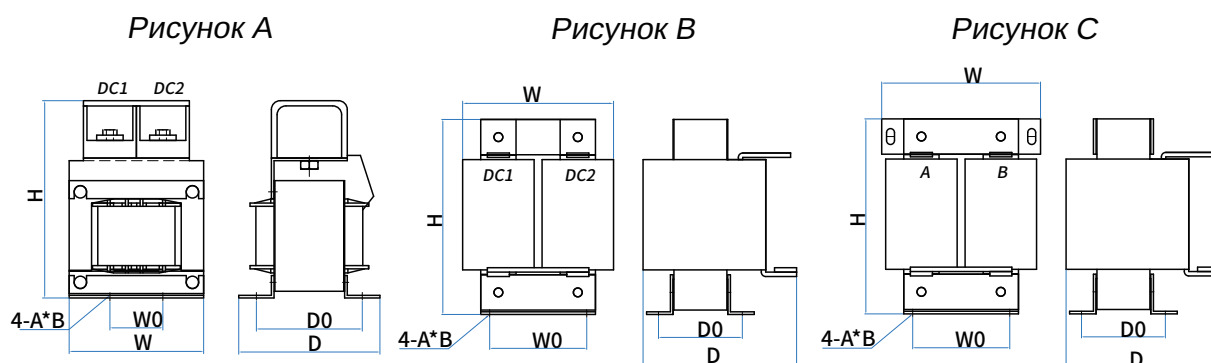 Рисунок А
DC1 DC2
H
4-A*B
W0
W
D0
D
Рисунок В
W
DC1 DC2
H
4-A*B
W0
D0
D
Рисунок С
W
A B
H
4-A*B
W0
D0
D